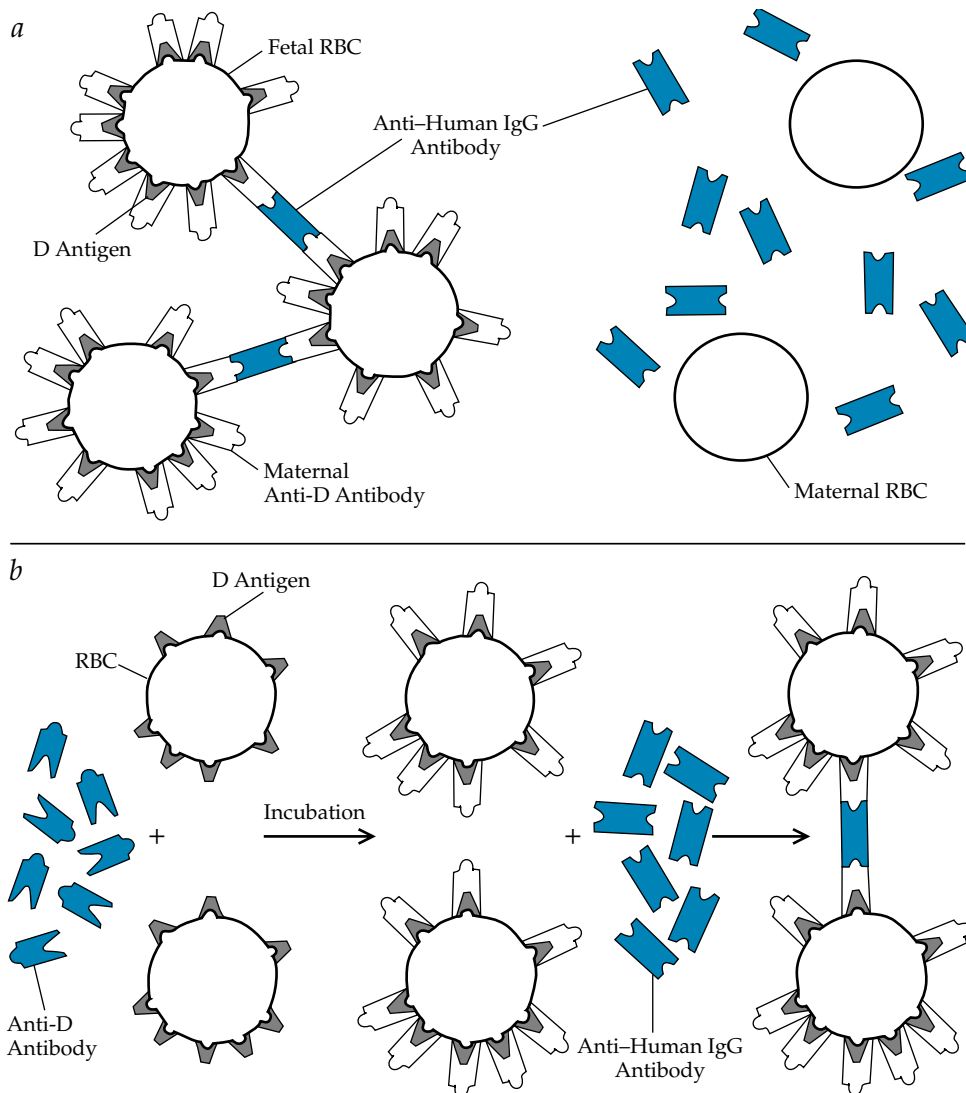 a
Fetal RBC
Anti–Human IgG
Antibody
D Antigen
Maternal
Anti-D Antibody
Maternal RBC
b
D Antigen
RBC
+
Incubation
+
Anti-D
Antibody
Anti–Human IgG
Antibody